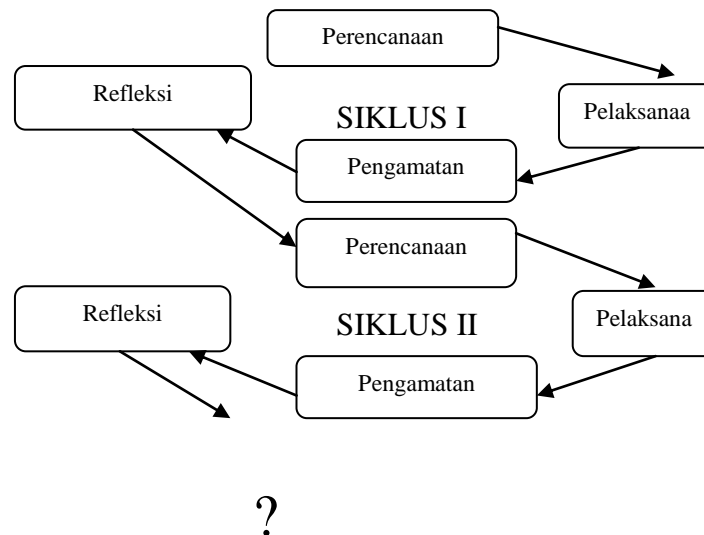 Perencanaan
Refleksi
Pelaksanaa
SIKLUS I
Pengamatan
Perencanaan
Refleksi
Pelaksana
SIKLUS II
Pengamatan
?